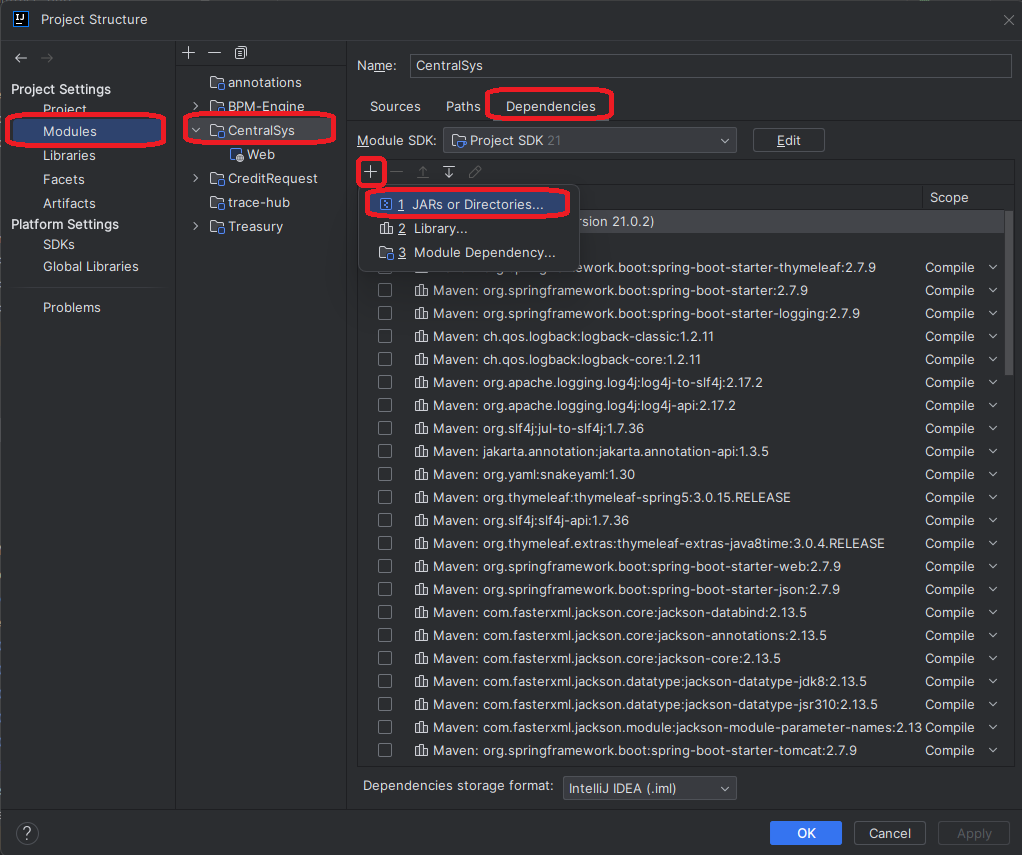 Project Structure
Project Settings
Project
Modules
Libraries
Facets
Artifacts
Platform Settings
SDKs
Global Libraries
Problems
annotations
BPM-Engine
CentralSys
Web
CreditRequest
trace-hub
Treasury
Name: CentralSys
Sources Paths Dependencies
Module SDK: Project SDK 21 Edit
1 JARs or Directories...
2 Library...
3 Module Dependency...
Scope
version 21.0.2)
org.springframework.boot:spring-boot-starter-thymeleaf:2.7.9 Compile
Maven: org.springframework.boot:spring-boot-starter:2.7.9 Compile
Maven: org.springframework.boot:spring-boot-starter-logging:2.7.9 Compile
Maven: ch.qos.logback:logback-classic:1.2.11 Compile
Maven: ch.qos.logback:logback-core:1.2.11 Compile
Maven: org.apache.logging.log4j:log4j-to-slf4j:2.17.2 Compile
Maven: org.apache.logging.log4j:log4j-api:2.17.2 Compile
Maven: org.slf4j:jul-to-slf4j:1.7.36 Compile
Maven: jakarta.annotation:jakarta.annotation-api:1.3.5 Compile
Maven: org.yaml:snakeyaml:1.30 Compile
Maven: org.thymeleaf:thymeleaf-spring5:3.0.15.RELEASE Compile
Maven: org.slf4j:slf4j-api:1.7.36 Compile
Maven: org.thymeleaf.extras:thymeleaf-extras-java8time:3.0.4.RELEASE Compile
Maven: org.springframework.boot:spring-boot-starter-web:2.7.9 Compile
Maven: org.springframework.boot:spring-boot-starter-json:2.7.9 Compile
Maven: com.fasterxml.jackson.core:jackson-databind:2.13.5 Compile
Maven: com.fasterxml.jackson.core:jackson-annotations:2.13.5 Compile
Maven: com.fasterxml.jackson.core:jackson-core:2.13.5 Compile
Maven: com.fasterxml.jackson.datatype:jackson-datatype-jdk8:2.13.5 Compile
Maven: com.fasterxml.jackson.datatype:jackson-datatype-jsr310:2.13.5 Compile
Maven: com.fasterxml.jackson.module:jackson-module-parameter-names:2.13 Compile
Maven: org.springframework.boot:spring-boot-starter-tomcat:2.7.9 Compile
Dependencies storage format: IntelliJ IDEA (.iml)
? OK Cancel Apply